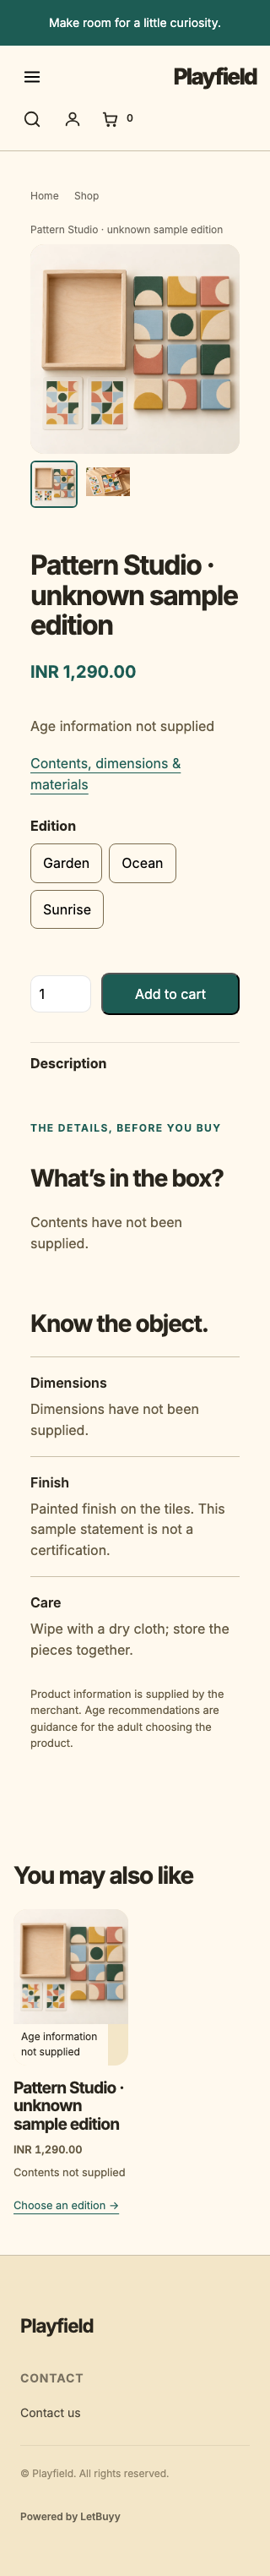 Make room for a little curiosity.
Playfield
0
Home Shop
Pattern Studio · unknown sample edition
Pattern Studio ·
unknown sample
edition
INR 1,290.00
Age information not supplied
Contents, dimensions &
materials
Edition
Garden Ocean
Sunrise
1 Add to cart
Description
THE DETAILS, BEFORE YOU BUY
What’s in the box?
Contents have not been
supplied.
Know the object.
Dimensions
Dimensions have not been
supplied.
Finish
Painted finish on the tiles. This
sample statement is not a
certification.
Care
Wipe with a dry cloth; store the
pieces together.
Product information is supplied by the
merchant. Age recommendations are
guidance for the adult choosing the
product.
You may also like
Age information
not supplied
Pattern Studio ·
unknown
sample edition
INR 1,290.00
Contents not supplied
Choose an edition →
Playfield
CONTACT
Contact us
© Playfield. All rights reserved.
Powered by LetBuyy